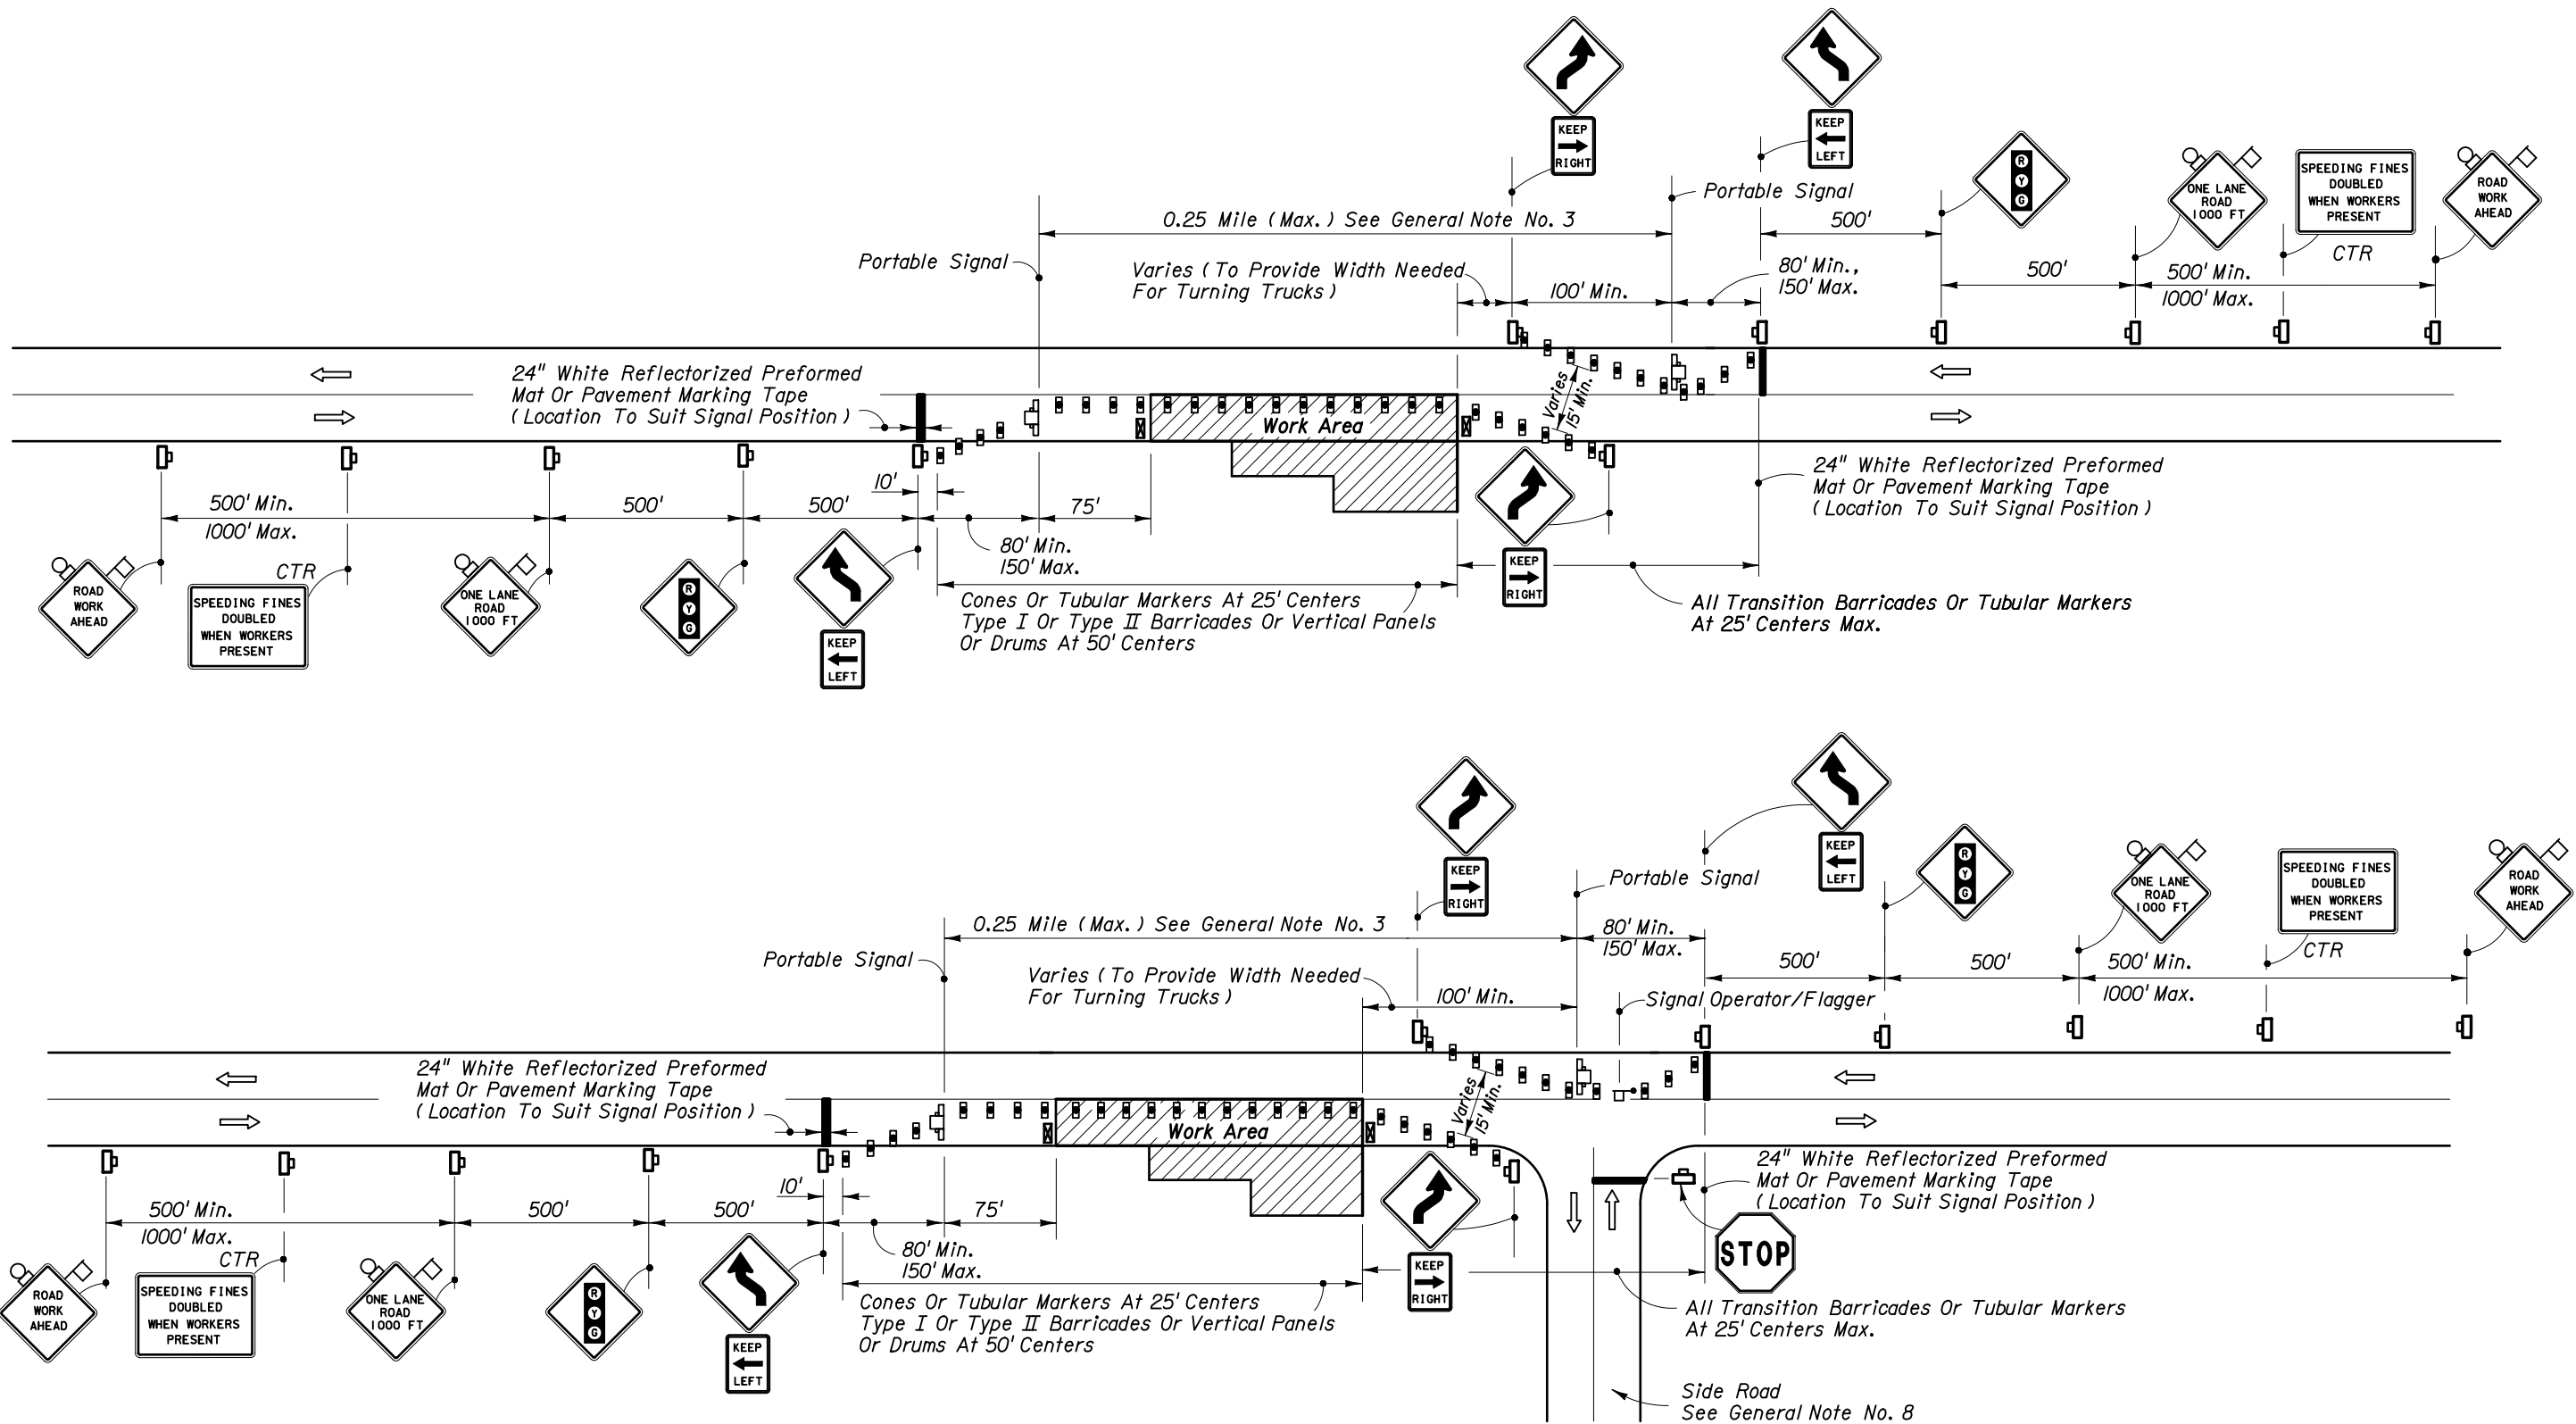 KEEP
RIGHT
KEEP
LEFT
R
Y
G
ONE LANE
ROAD
1000 FT
SPEEDING FINES
DOUBLED
WHEN WORKERS
PRESENT
CTR
ROAD
WORK
AHEAD
Portable Signal
0.25 Mile (Max.) See General Note No. 3
500'
Portable Signal
Varies (To Provide Width Needed
For Turning Trucks)
100' Min.
80' Min.,
150' Max.
500'
500' Min.
1000' Max.
24" White Reflectorized Preformed
Mat Or Pavement Marking Tape
(Location To Suit Signal Position)
Work Area
Varies
15' Min.
24" White Reflectorized Preformed
Mat Or Pavement Marking Tape
(Location To Suit Signal Position)
500' Min.
1000' Max.
500'
500'
10'
75'
80' Min.
150' Max.
CTR
ROAD
WORK
AHEAD
SPEEDING FINES
DOUBLED
WHEN WORKERS
PRESENT
ONE LANE
ROAD
1000 FT
R
Y
G
KEEP
LEFT
KEEP
RIGHT
Cones Or Tubular Markers At 25' Centers
Type I Or Type II Barricades Or Vertical Panels
Or Drums At 50' Centers
All Transition Barricades Or Tubular Markers
At 25' Centers Max.
KEEP
RIGHT
KEEP
LEFT
R
Y
G
ONE LANE
ROAD
1000 FT
SPEEDING FINES
DOUBLED
WHEN WORKERS
PRESENT
CTR
ROAD
WORK
AHEAD
Portable Signal
0.25 Mile (Max.) See General Note No. 3
80' Min.
150' Max.
Portable Signal
Varies (To Provide Width Needed
For Turning Trucks)
100' Min.
Signal Operator/Flagger
500'
500'
500' Min.
1000' Max.
24" White Reflectorized Preformed
Mat Or Pavement Marking Tape
(Location To Suit Signal Position)
Work Area
Varies
15' Min.
24" White Reflectorized Preformed
Mat Or Pavement Marking Tape
(Location To Suit Signal Position)
500' Min.
1000' Max.
500'
500'
10'
75'
80' Min.
150' Max.
CTR
ROAD
WORK
AHEAD
SPEEDING FINES
DOUBLED
WHEN WORKERS
PRESENT
ONE LANE
ROAD
1000 FT
R
Y
G
KEEP
LEFT
KEEP
RIGHT
STOP
Cones Or Tubular Markers At 25' Centers
Type I Or Type II Barricades Or Vertical Panels
Or Drums At 50' Centers
All Transition Barricades Or Tubular Markers
At 25' Centers Max.
Side Road
See General Note No. 8